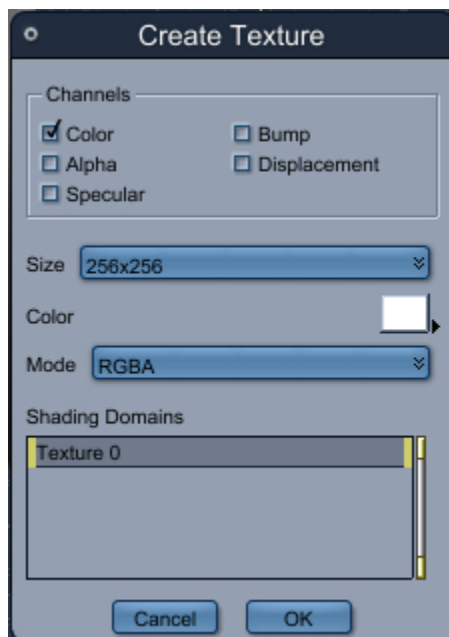 Create Texture
Channels
Color Bump
Alpha Displacement
Specular
Size 256x256
Color
Mode RGBA
Shading Domains
Texture 0
Cancel OK